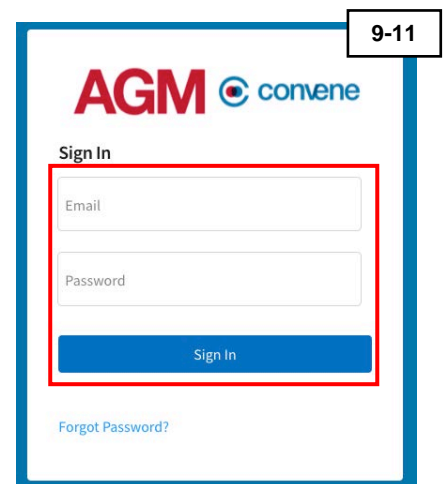 9-11
AGM convene
Sign In
Email
Password
Sign In
Forgot Password?